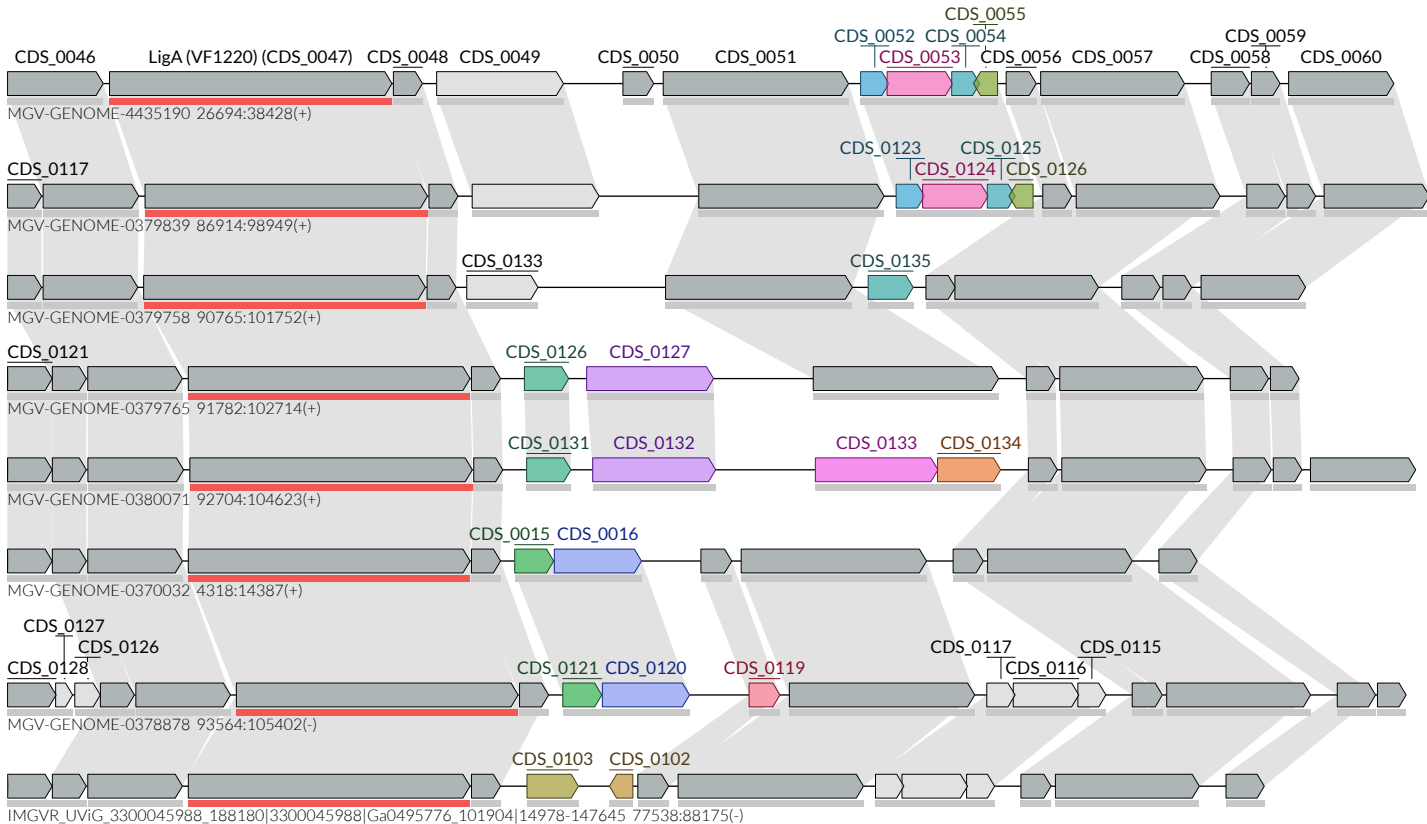 CDS_0055
CDS_0052 CDS_0054 CDS_0059
CDS_0046 LigA (VF1220) (CDS_0047) CDS_0048 CDS_0049 CDS_0050 CDS_0051 CDS_0053 CDS_0056 CDS_0057 CDS_0058 CDS_0060
MGV-GENOME-4435190 26694:38428(+)
CDS_0123 CDS_0125
CDS_0117 CDS_0124 CDS_0126
MGV-GENOME-0379839 86914:98949(+)
CDS_0133 CDS_0135
MGV-GENOME-0379758 90765:101752(+)
CDS_0121 CDS_0126 CDS_0127
MGV-GENOME-0379765 91782:102714(+)
CDS_0131 CDS_0132 CDS_0133 CDS_0134
MGV-GENOME-0380071 92704:104623(+)
CDS_0015 CDS_0016
MGV-GENOME-0370032 4318:14387(+)
CDS_0127
CDS_0126 CDS_0117 CDS_0115
CDS_0128 CDS_0121 CDS_0120 CDS_0119 CDS_0116
MGV-GENOME-0378878 93564:105402(-)
CDS_0103 CDS_0102
IMGVR_UViG_3300045988_188180|3300045988|Ga0495776_101904|14978-147645 77538:88175(-)